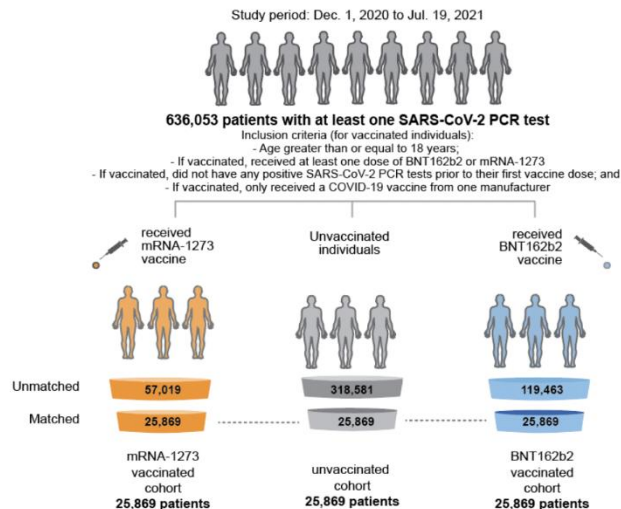 Study period: Dec. 1, 2020 to Jul. 19, 2021
636,053 patients with at least one SARS-CoV-2 PCR test
Inclusion criteria (for vaccinated individuals):
- Age greater than or equal to 18 years;
- If vaccinated, received at least one dose of BNT162b2 or mRNA-1273
- If vaccinated, did not have any positive SARS-CoV-2 PCR tests prior to their first vaccine dose; and
- If vaccinated, only received a COVID-19 vaccine from one manufacturer
received
mRNA-1273
vaccine
Unvaccinated
individuals
received
BNT162b2
vaccine
Unmatched
57,019
318,581
119,463
Matched
25,869
25,869
25,869
mRNA-1273
vaccinated
cohort
25,869 patients
unvaccinated
cohort
25,869 patients
BNT162b2
vaccinated
cohort
25,869 patients